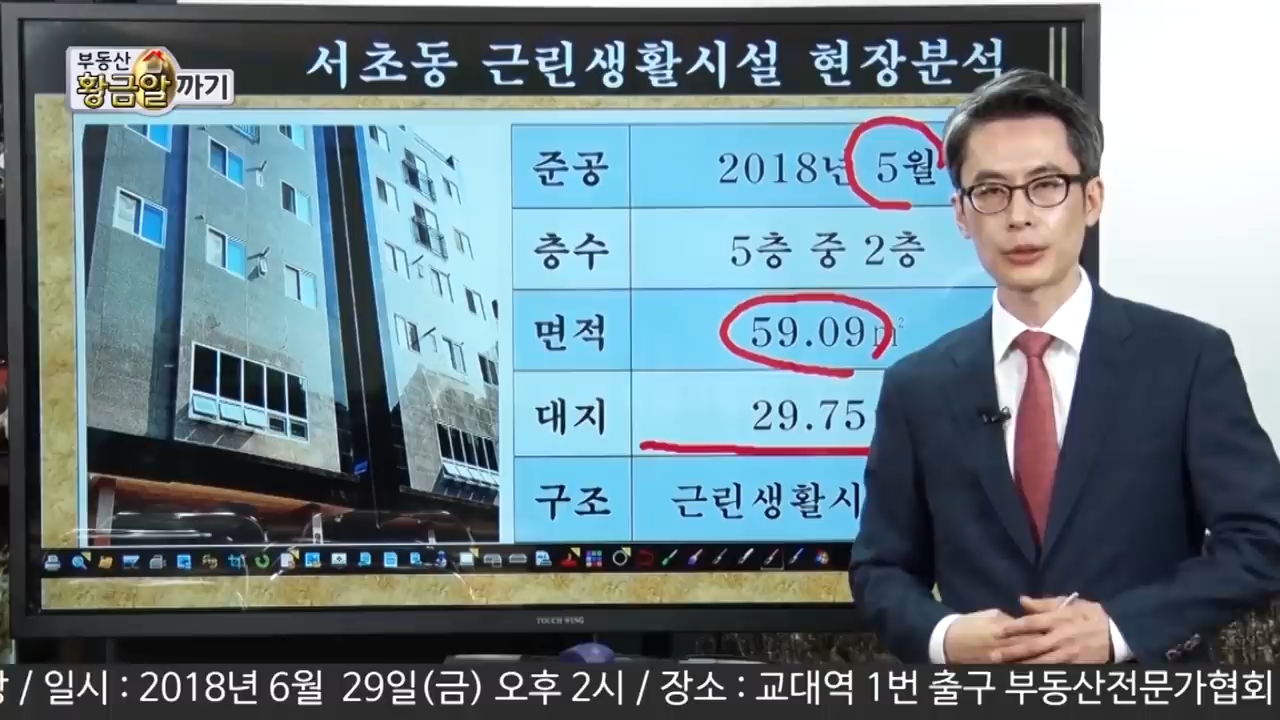 부동산
황금알까기
서초동 근린생활시설 현장분석
준공 2018년 5월
층수 5층 중 2층
면적 59.09㎡
대지 29.75
구조 근린생활시
TOUCH WING
/ 일시 : 2018년 6월 29일(금) 오후 2시 / 장소 : 교대역 1번 출구 부동산전문가협회